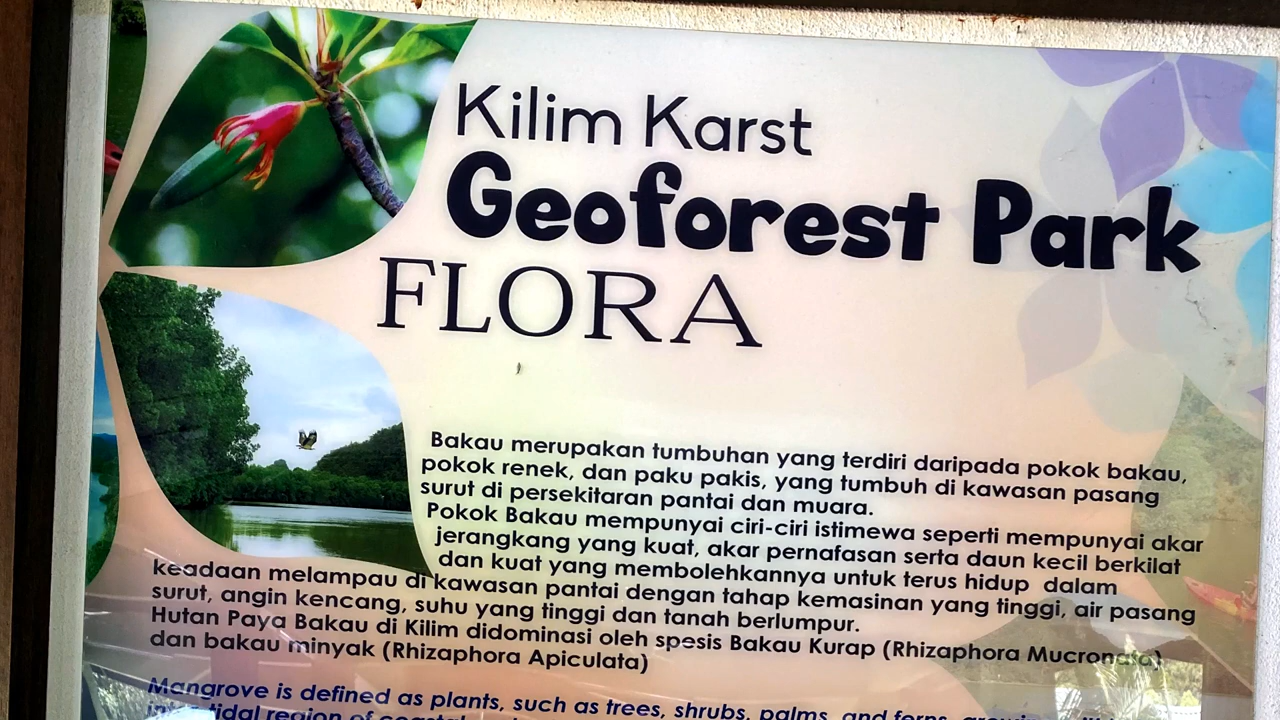 Kilim Karst
Geoforest Park
FLORA
Bakau merupakan tumbuhan yang terdiri daripada pokok bakau,
pokok renek, dan paku pakis, yang tumbuh di kawasan pasang
surut di persekitaran pantai dan muara.
Pokok Bakau mempunyai ciri-ciri istimewa seperti mempunyai akar
jerangkang yang kuat, akar pernafasan serta daun kecil berkilat
dan kuat yang membolehkannya untuk terus hidup dalam
keadaan melampau di kawasan pantai dengan tahap kemasinan yang tinggi, air pasang
surut, angin kencang, suhu yang tinggi dan tanah berlumpur.
Hutan Paya Bakau di Kilim didominasi oleh spesis Bakau Kurap (Rhizaphora Mucronata)
dan bakau minyak (Rhizaphora Apiculata)
Mangrove is defined as plants, such as trees, shrubs, palms, and ferns,
tidal region of